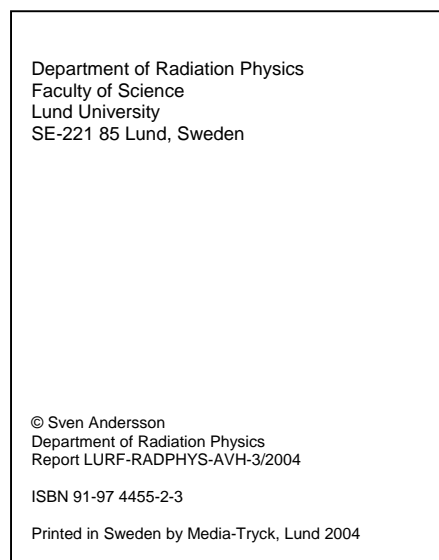 Department of Radiation Physics
Faculty of Science
Lund University
SE-221 85 Lund, Sweden
© Sven Andersson
Department of Radiation Physics
Report LURF-RADPHYS-AVH-3/2004
ISBN 91-97 4455-2-3
Printed in Sweden by Media-Tryck, Lund 2004